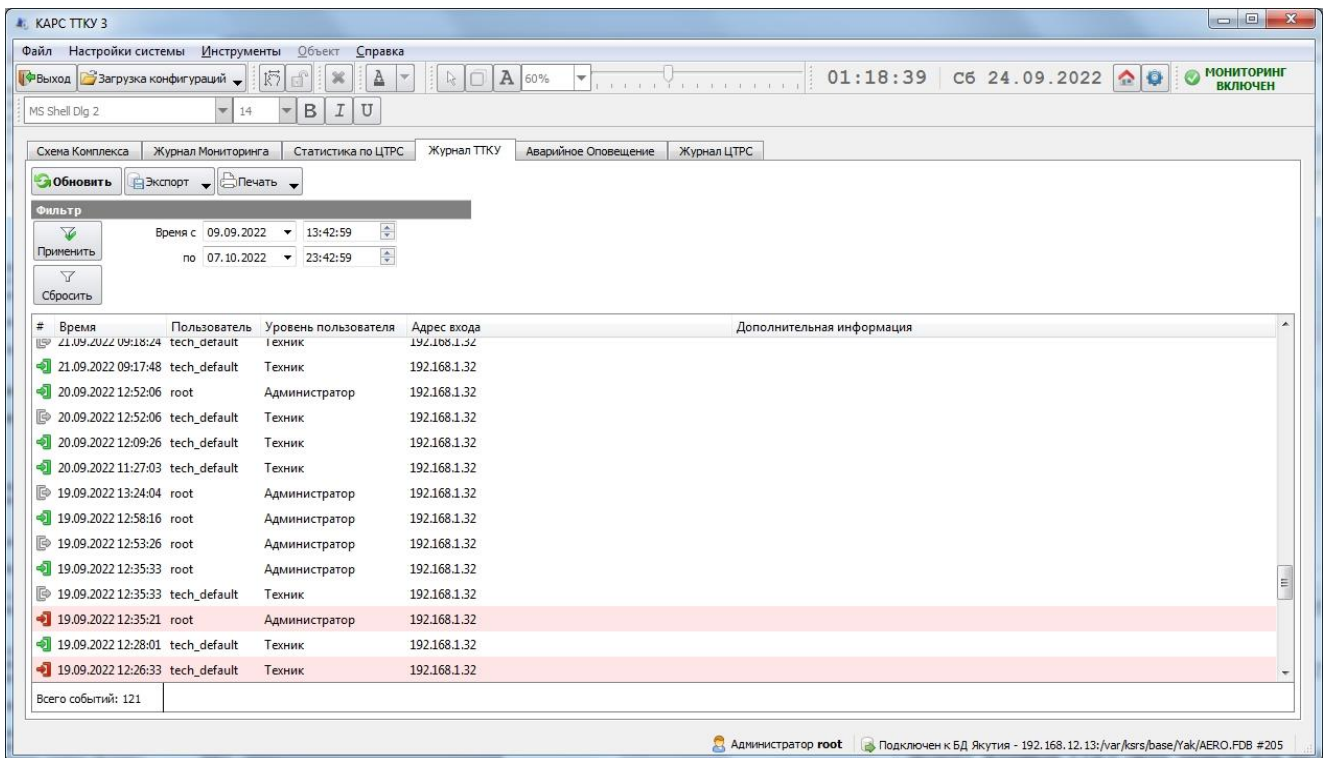 КАРС ТТКУ 3
Файл Настройки системы Инструменты Объект Справка
Выход Загрузка конфигураций A A 60% 01:18:39 Сб 24.09.2022 МОНИТОРИНГ
ВКЛЮЧЕН
MS Shell Dlg 2 14 B I U
Схема Комплекса Журнал Мониторинга Статистика по ЦТРС Журнал ТТКУ Аварийное Оповещение Журнал ЦТРС
Обновить Экспорт Печать
Фильтр
Применить Время с 09.09.2022 13:42:59
по 07.10.2022 23:42:59
Сбросить
# Время Пользователь Уровень пользователя Адрес входа Дополнительная информация
21.09.2022 09:18:24 tech_default Техник 192.168.1.32
21.09.2022 09:17:48 tech_default Техник 192.168.1.32
20.09.2022 12:52:06 root Администратор 192.168.1.32
20.09.2022 12:52:06 tech_default Техник 192.168.1.32
20.09.2022 12:09:26 tech_default Техник 192.168.1.32
20.09.2022 11:27:03 tech_default Техник 192.168.1.32
19.09.2022 13:24:04 root Администратор 192.168.1.32
19.09.2022 12:58:16 root Администратор 192.168.1.32
19.09.2022 12:53:26 root Администратор 192.168.1.32
19.09.2022 12:35:33 root Администратор 192.168.1.32
19.09.2022 12:35:33 tech_default Техник 192.168.1.32
19.09.2022 12:35:21 root Администратор 192.168.1.32
19.09.2022 12:28:01 tech_default Техник 192.168.1.32
19.09.2022 12:26:33 tech_default Техник 192.168.1.32
Всего событий: 121
Администратор root Подключен к БД Якутия - 192.168.12.13:/var/ksrs/base/Yak/AERO.FDB #205